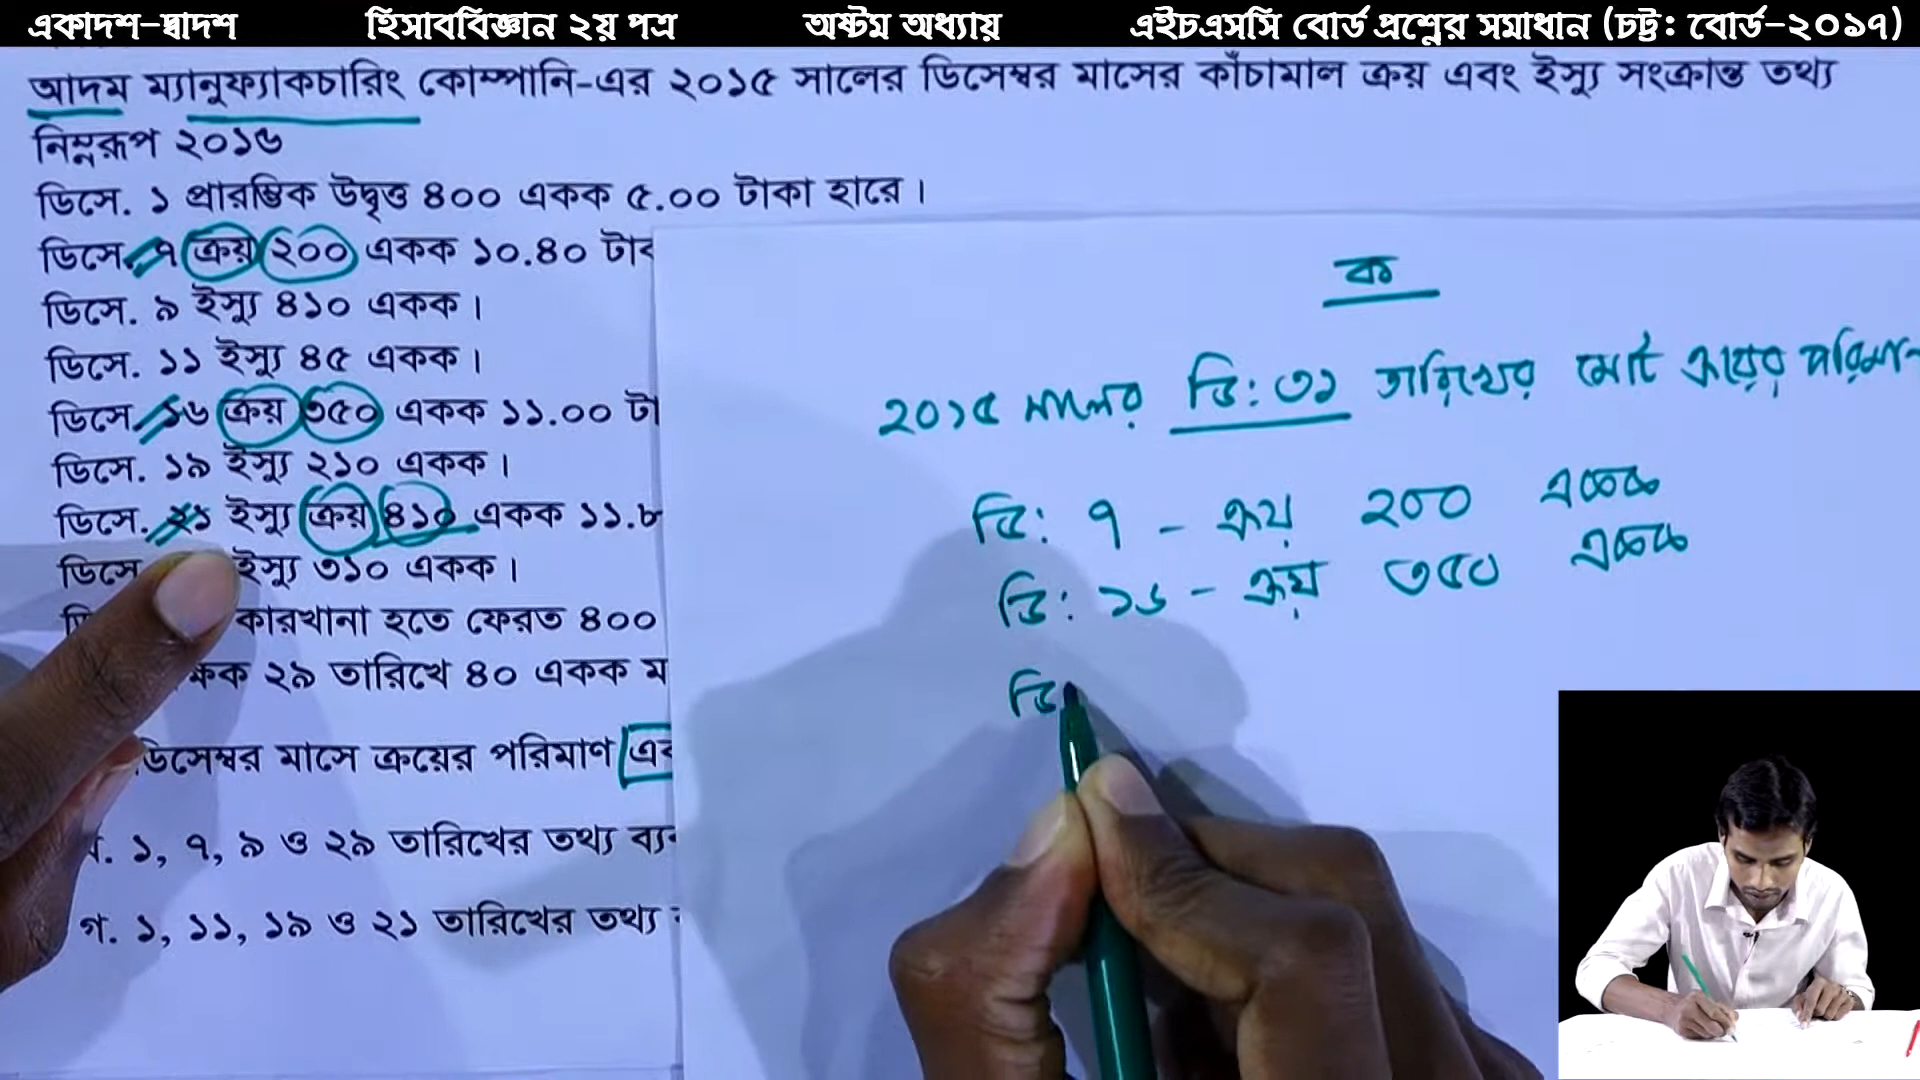 একাদশ-দ্বাদশ হিসাববিজ্ঞান ২য় পত্র অষ্টম অধ্যায় এইচএসসি বোর্ড প্রশ্নের সমাধান (চট্ট: বোর্ড-২০১৭)
আদম ম্যানুফ্যাকচারিং কোম্পানি-এর ২০১৫ সালের ডিসেম্বর মাসের কাঁচামাল ক্রয় এবং ইস্যু সংক্রান্ত তথ্য
নিম্নরূপ ২০১৬
ডিসে. ১ প্রারম্ভিক উদ্বৃত্ত ৪০০ একক ৫.০০ টাকা হারে।
ডিসে. ৭ ক্রয় ২০০ একক ১০.৪০
ডিসে. ৯ ইস্যু ৪১০ একক।
ডিসে. ১১ ইস্যু ৪৫ একক।
ডিসে. ১৬ ক্রয় ৩৫০ একক ১১.০০
ডিসে. ১৯ ইস্যু ২১০ একক।
ডিসে. ২১ ইস্যু ক্রয় ৪১০ একক ১১.৮
ডিসে ইস্যু ৩১০ একক।
কারখানা হতে ফেরত ৪০০
২৯ তারিখে ৪০ একক
ডিসেম্বর মাসে ক্রয়ের পরিমাণ
১, ৭, ৯ ও ২৯ তারিখের তথ্য
গ. ১, ১১, ১৯ ও ২১ তারিখের তথ্য
ক
২০১৫ সালের ডি: ৩১ তারিখের মোট ক্রয়ের পরিমান
ডি: ৭ - ক্রয় ২০০ একক
ডি: ১৬ - ক্রয় ৩৫০ একক
ডি